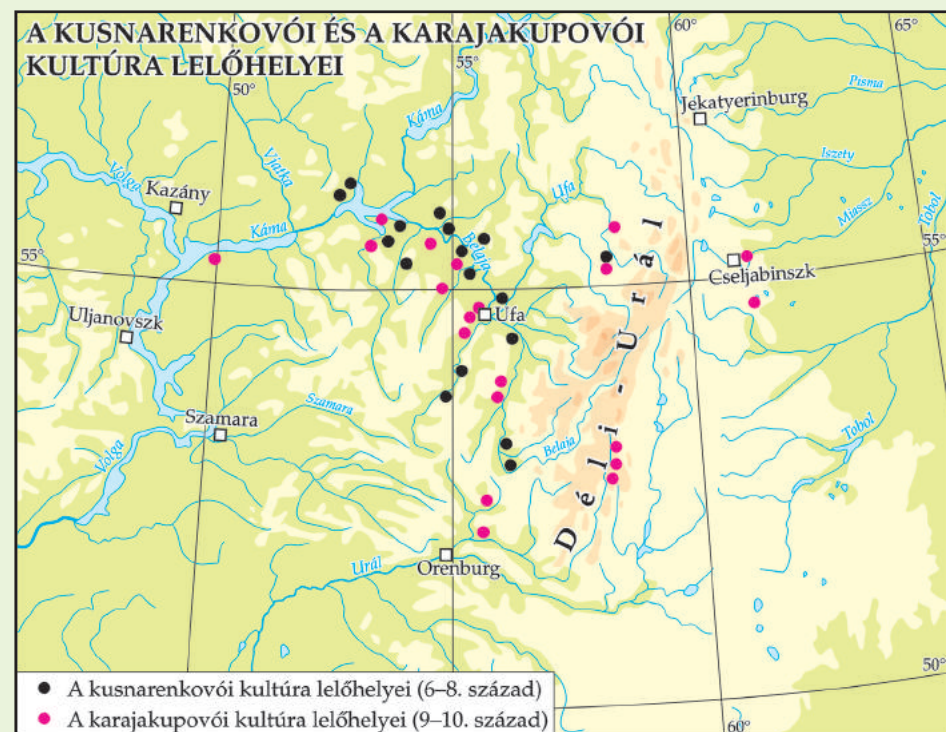 A KUSNARENKOVÓI ÉS A KARAJAKUPOVÓI
KULTÚRA LELŐHELYEI
50°
55°
60°
65°
Káma
Vjatka
Jekatyerinburg
Pisma
Volga
Kazány
Ufa
Iszety
Miassz
Tobol
Káma
Belaja
55°
55°
Cseljabinszk
Uljanovszk
Ufa
Déli-Urál
Szamara
Szamara
Volga
Belaja
Tobol
Urál
Orenburg
50°
60°
A kusnarenkovói kultúra lelőhelyei (6–8. század)
A karajakupovói kultúra lelőhelyei (9–10. század)